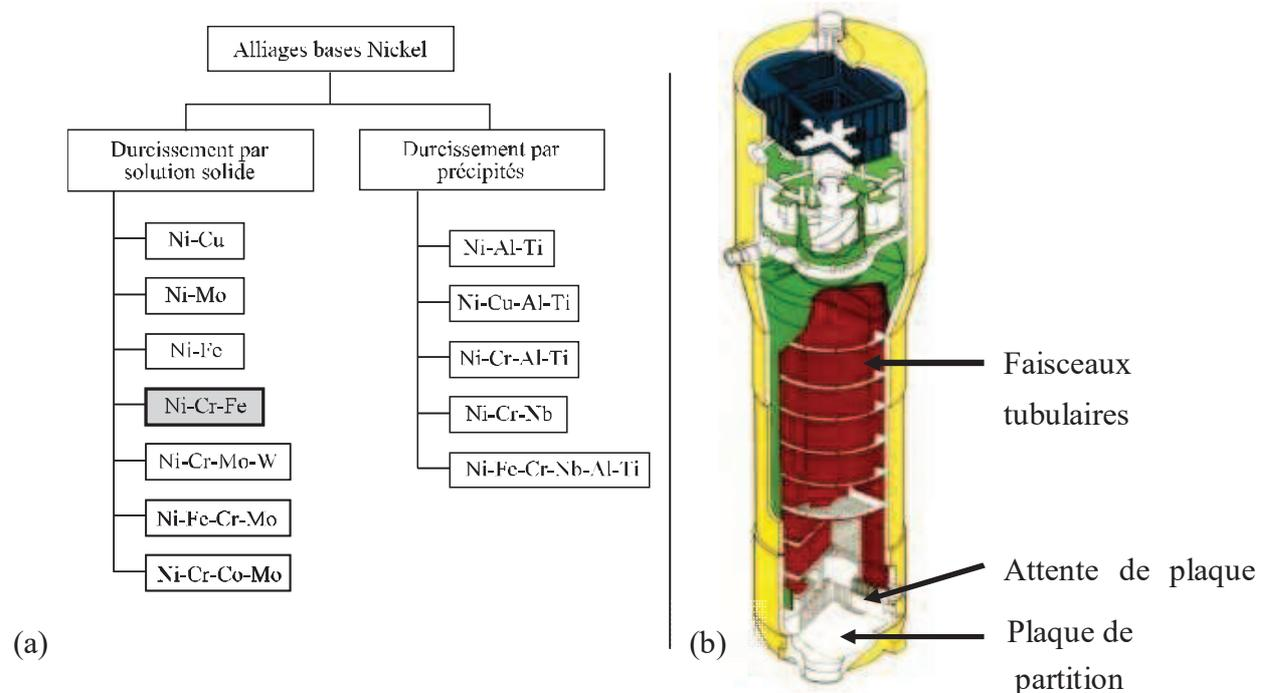 Alliages bases Nickel
Durcissement par
solution solide
Durcissement par
précipités
Ni-Cu
Ni-Mo
Ni-Fe
Ni-Cr-Fe
Ni-Cr-Mo-W
Ni-Fe-Cr-Mo
Ni-Cr-Co-Mo
Ni-Al-Ti
Ni-Cu-Al-Ti
Ni-Cr-Al-Ti
Ni-Cr-Nb
Ni-Fe-Cr-Nb-Al-Ti
(a)
Faisceaux
tubulaires
Attente de plaque
Plaque de
partition
(b)